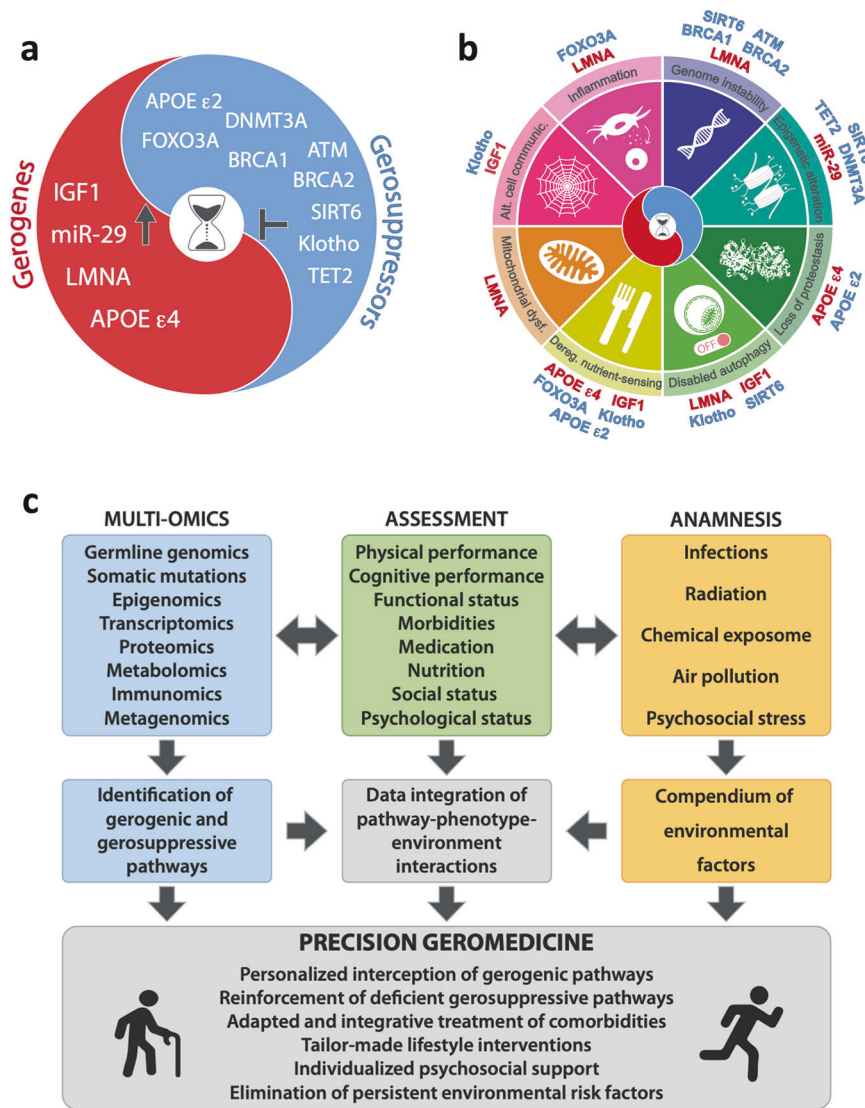 a
Gerogenes
IGF1
miR-29
LMNA
APOE ε4
APOE ε2
DNMT3A
FOXO3A
BRCA1
ATM
BRCA2
SIRT6
Klotho
TET2
Gerosuppressors
b
FOXO3A
LMNA
Inflammation
SIRT6
ATM
BRCA1
BRCA2
LMNA
Genome instability
SIRT6
TET2
DNMT3A
miR-29
Epigenetic alteration
Loss of proteostasis
APOE ε4
APOE ε2
Disabled autophagy
OFF
LMNA IGF1
Klotho SIRT6
Dereg. nutrient-sensing
APOE ε4 IGF1
FOXO3A Klotho
APOE ε2
Mitochondrial dysf.
LMNA
Alt. cell communic.
Klotho
IGF1
c
MULTI-OMICS
Germline genomics
Somatic mutations
Epigenomics
Transcriptomics
Proteomics
Metabolomics
Immunomics
Metagenomics
ASSESSMENT
Physical performance
Cognitive performance
Functional status
Morbidities
Medication
Nutrition
Social status
Psychological status
ANAMNESIS
Infections
Radiation
Chemical exposome
Air pollution
Psychosocial stress
Identification of
gerogenic and
gerosuppressive
pathways
Data integration of
pathway-phenotype-
environment
interactions
Compendium of
environmental
factors
PRECISION GEROMEDICINE
Personalized interception of gerogenic pathways
Reinforcement of deficient gerosuppressive pathways
Adapted and integrative treatment of comorbidities
Tailor-made lifestyle interventions
Individualized psychosocial support
Elimination of persistent environmental risk factors